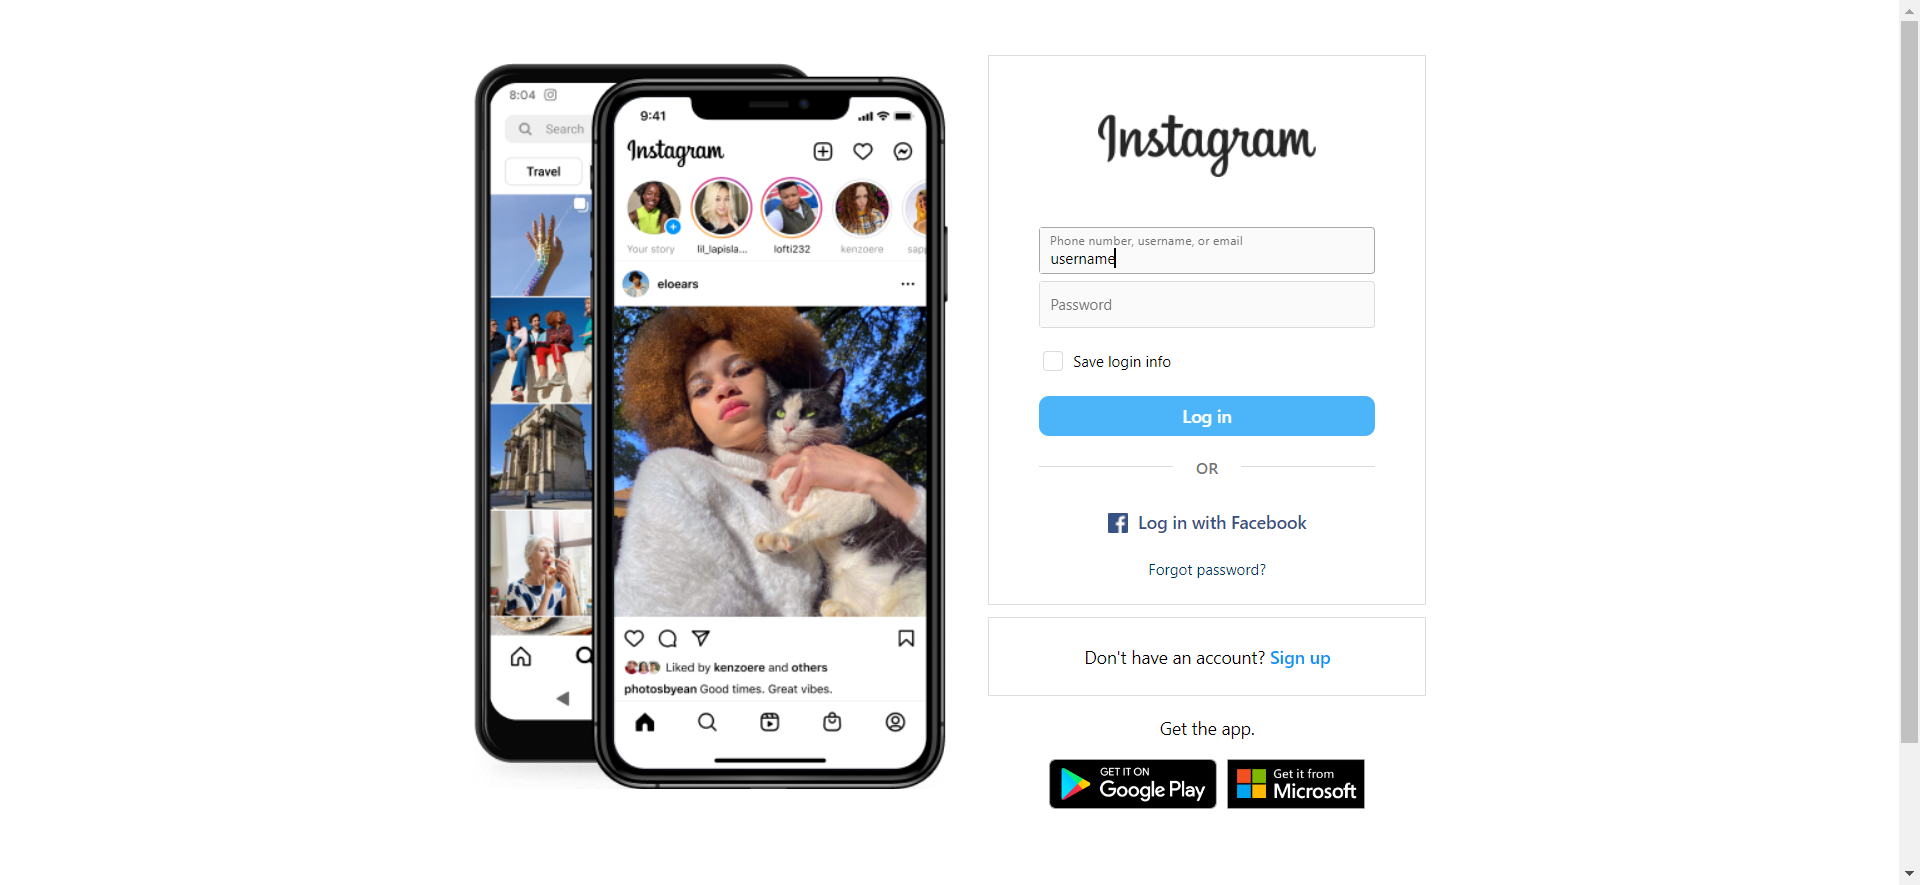 8:04
Search
Travel
9:41
Instagram
Your story
lil_lapisla...
lofti232
kenzoere
sap
eloears
Liked by kenzoere and others
photosbyean Good times. Great vibes.
Instagram
Phone number, username, or email
username
Password
Save login info
Log in
OR
Log in with Facebook
Forgot password?
Don't have an account? Sign up
Get the app.
GET IT ON
Google Play
Get it from
Microsoft